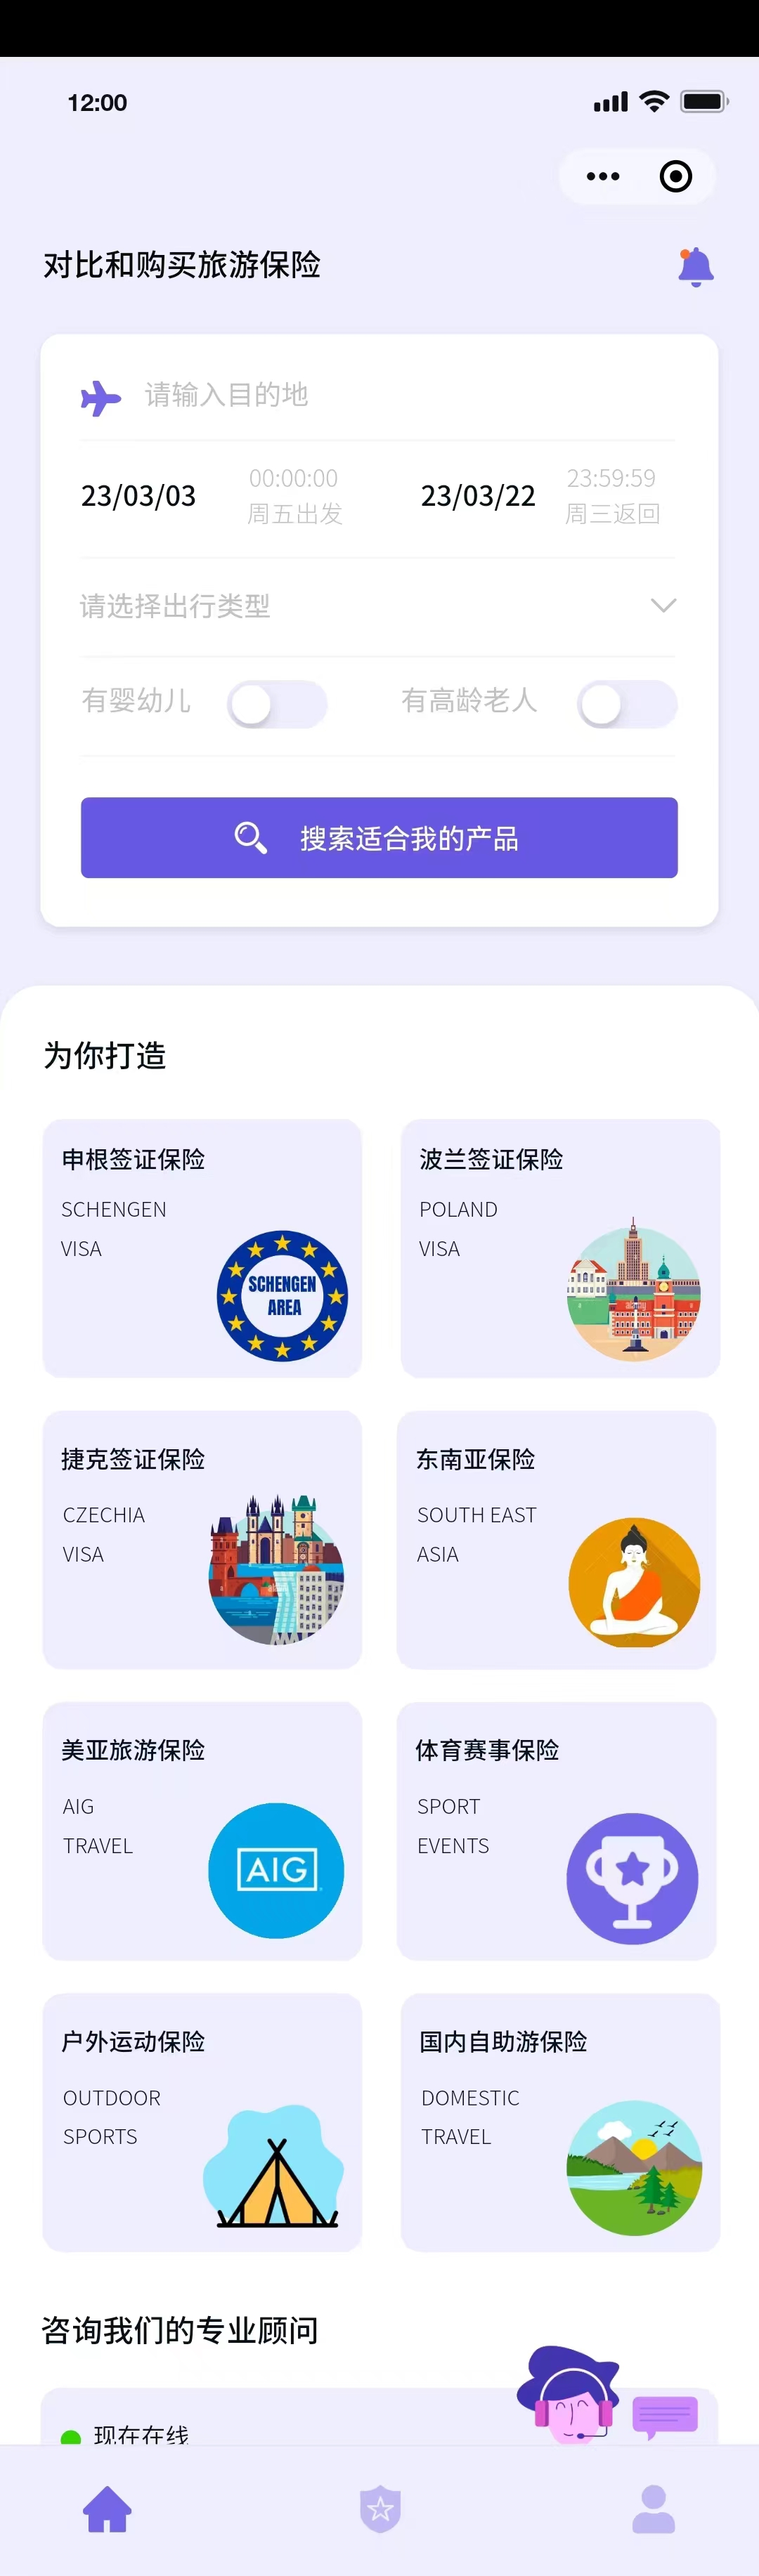 12:00
对比和购买旅游保险
请输入目的地
23/03/03
00:00:00
周五出发
23/03/22
23:59:59
周三返回
请选择出行类型
有婴幼儿
有高龄老人
搜索适合我的产品
为你打造
申根签证保险
SCHENGEN
VISA
SCHENGEN
AREA
波兰签证保险
POLAND
VISA
捷克签证保险
CZECHIA
VISA
东南亚保险
SOUTH EAST
ASIA
美亚旅游保险
AIG
TRAVEL
AIG
体育赛事保险
SPORT
EVENTS
户外运动保险
OUTDOOR
SPORTS
国内自助游保险
DOMESTIC
TRAVEL
咨询我们的专业顾问
现在在线